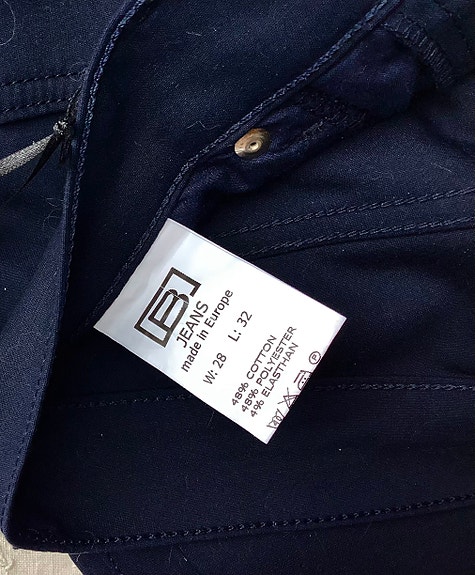 B
JEANS
made in Europe
W: 28 L: 32
48% COTTON
48% POLYESTER
4% ELASTHAN